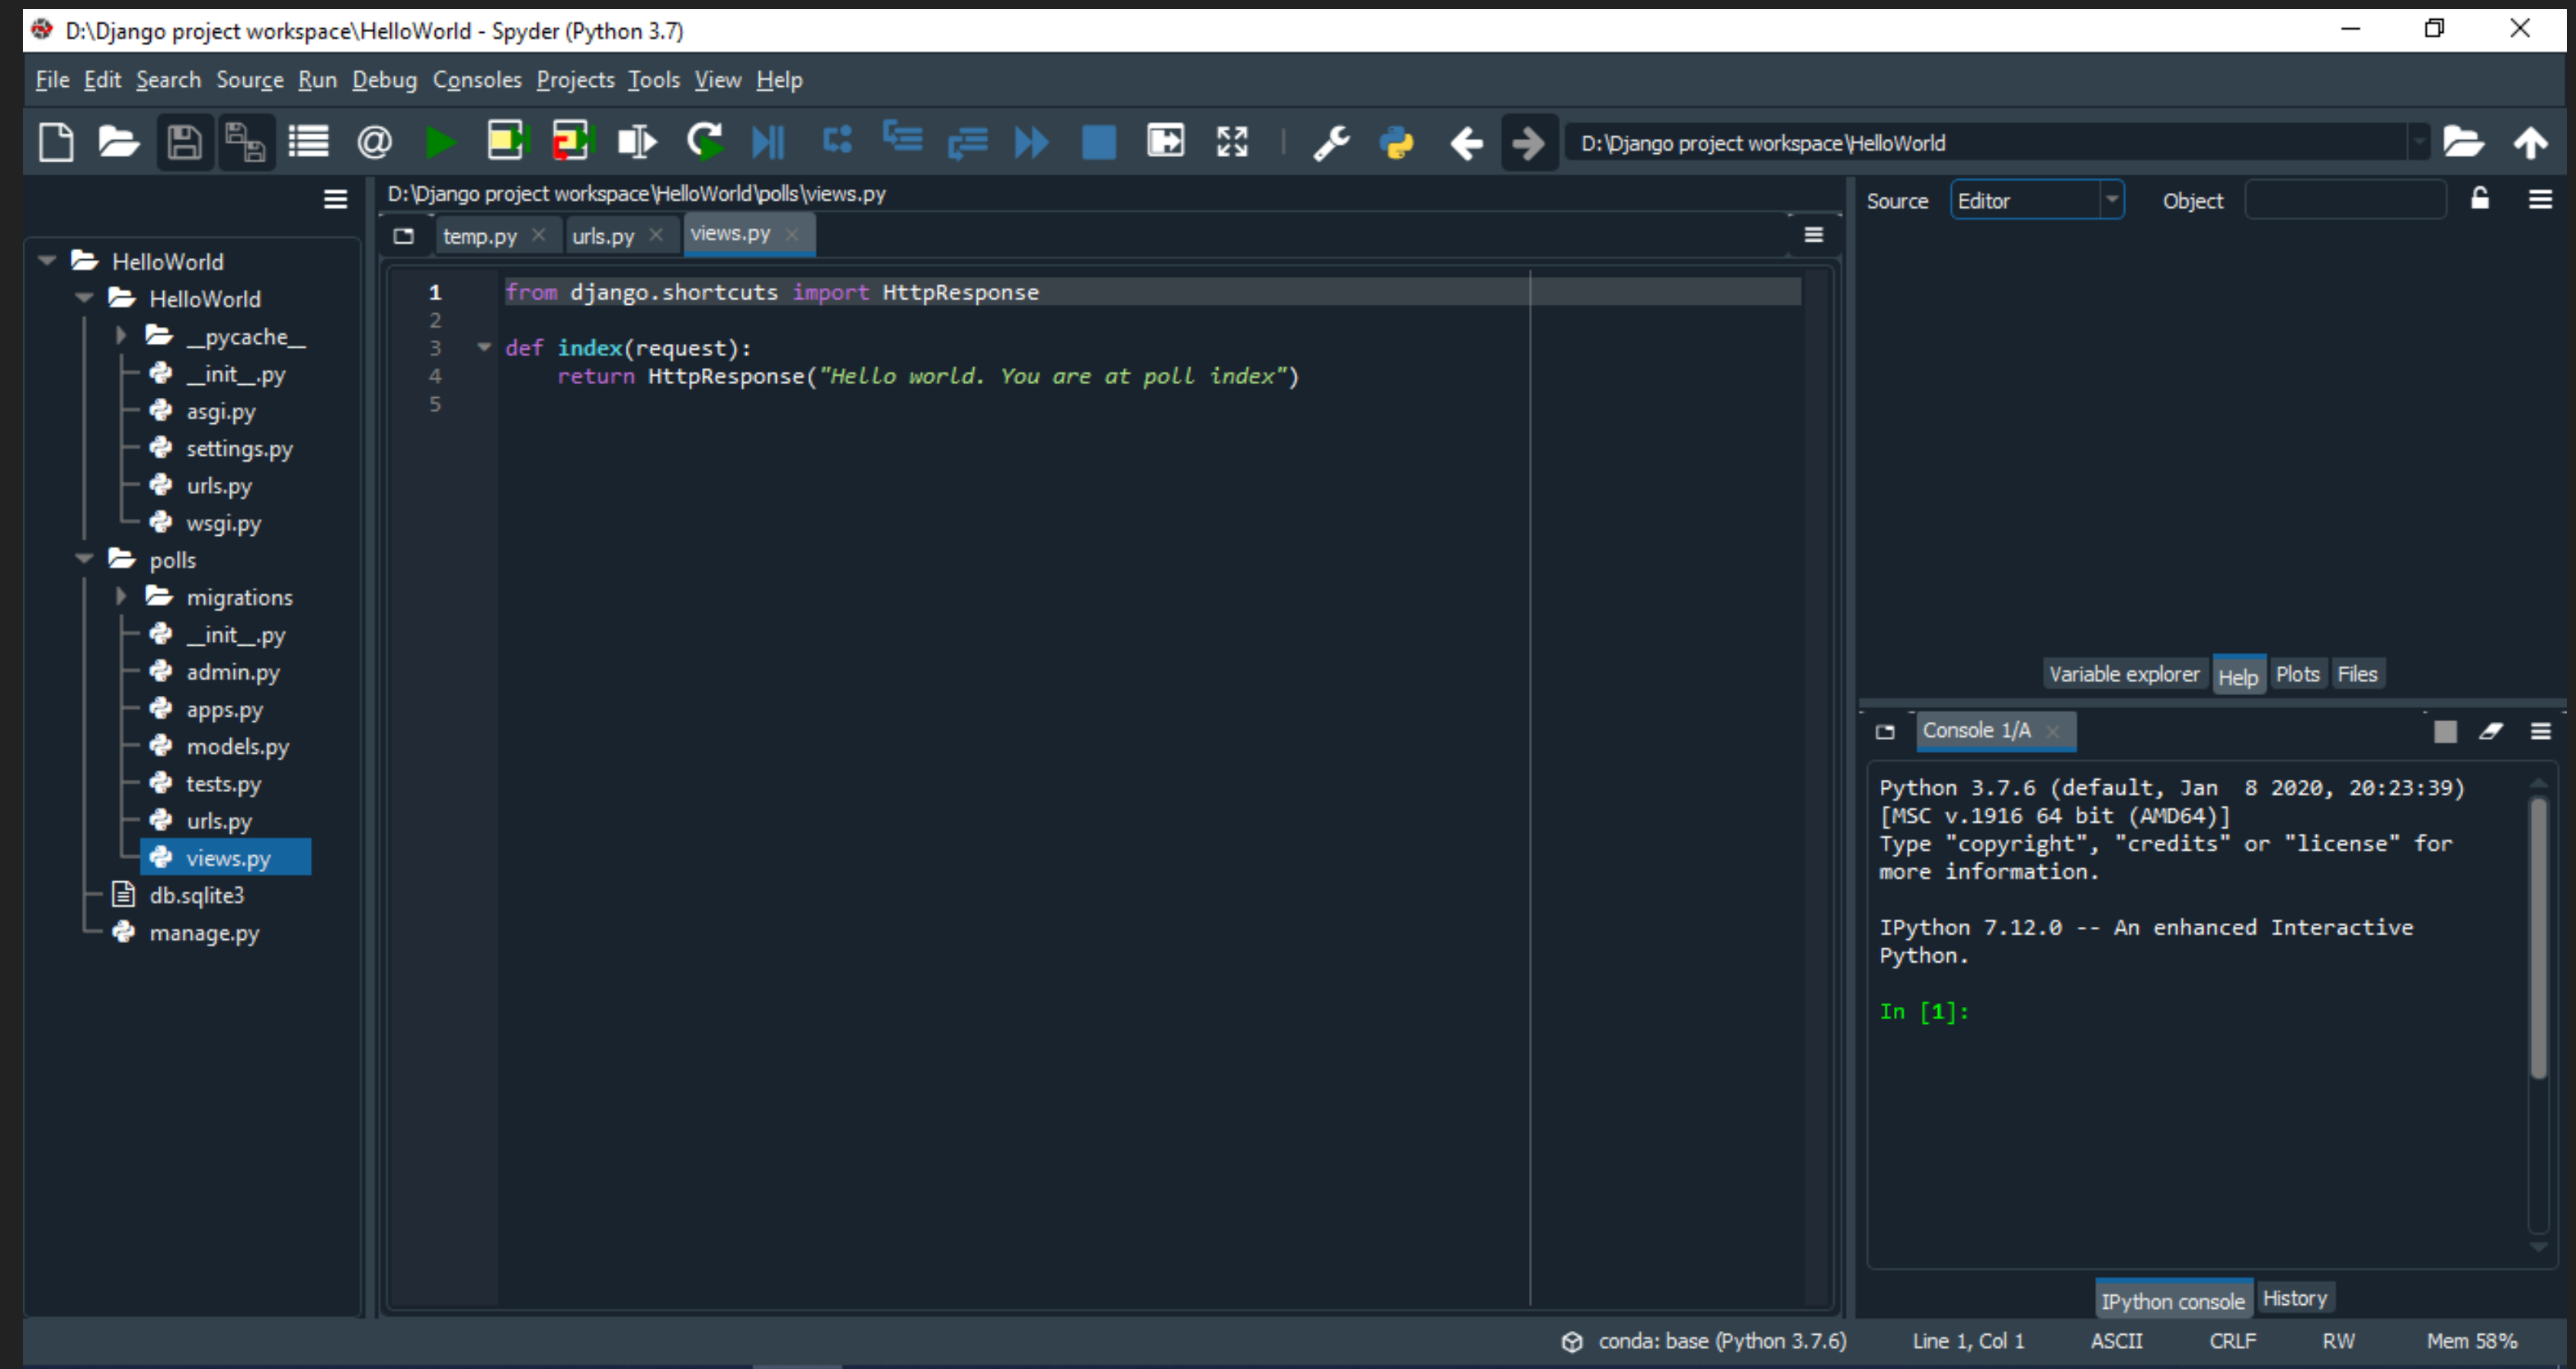 D:\Django project workspace\HelloWorld - Spyder (Python 3.7)
File Edit Search Source Run Debug Consoles Projects Tools View Help
D:\Django project workspace\HelloWorld
HelloWorld
HelloWorld
__pycache__
__init__.py
asgi.py
settings.py
urls.py
wsgi.py
polls
migrations
__init__.py
admin.py
apps.py
models.py
tests.py
urls.py
views.py
db.sqlite3
manage.py
D:\Django project workspace\HelloWorld\polls\views.py
temp.py urls.py views.py
1 from django.shortcuts import HttpResponse
2
3 def index(request):
4 return HttpResponse("Hello world. You are at poll index")
5
Source Editor Object
Variable explorer Help Plots Files
Console 1/A
Python 3.7.6 (default, Jan  8 2020, 20:23:39)
[MSC v.1916 64 bit (AMD64)]
Type "copyright", "credits" or "license" for
more information.
IPython 7.12.0 -- An enhanced Interactive
Python.
In [1]:
IPython console History
conda: base (Python 3.7.6) Line 1, Col 1 ASCII CRLF RW Mem 58%